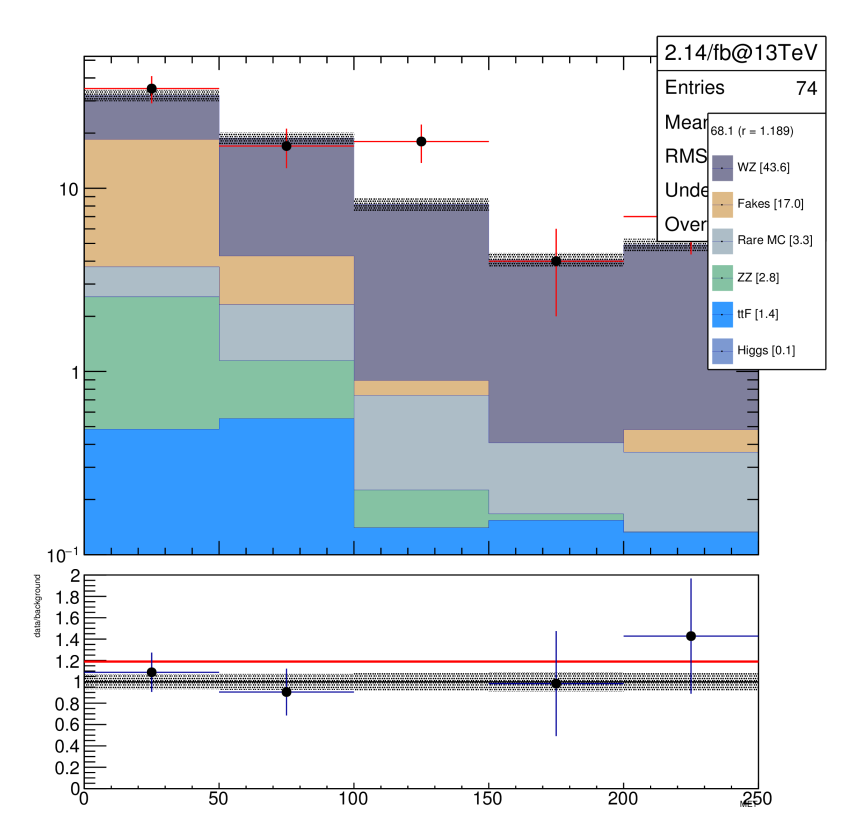 2.14/fb@13TeV
Entries 74
Mear
RMS
Unde
Over
68.1 (r = 1.189)
WZ [43.6]
Fakes [17.0]
Rare MC [3.3]
ZZ [2.8]
ttF [1.4]
Higgs [0.1]
10
1
10⁻¹
data/background
2
1.8
1.6
1.4
1.2
1
0.8
0.6
0.4
0.2
0
0 50 100 150 200 250
MET